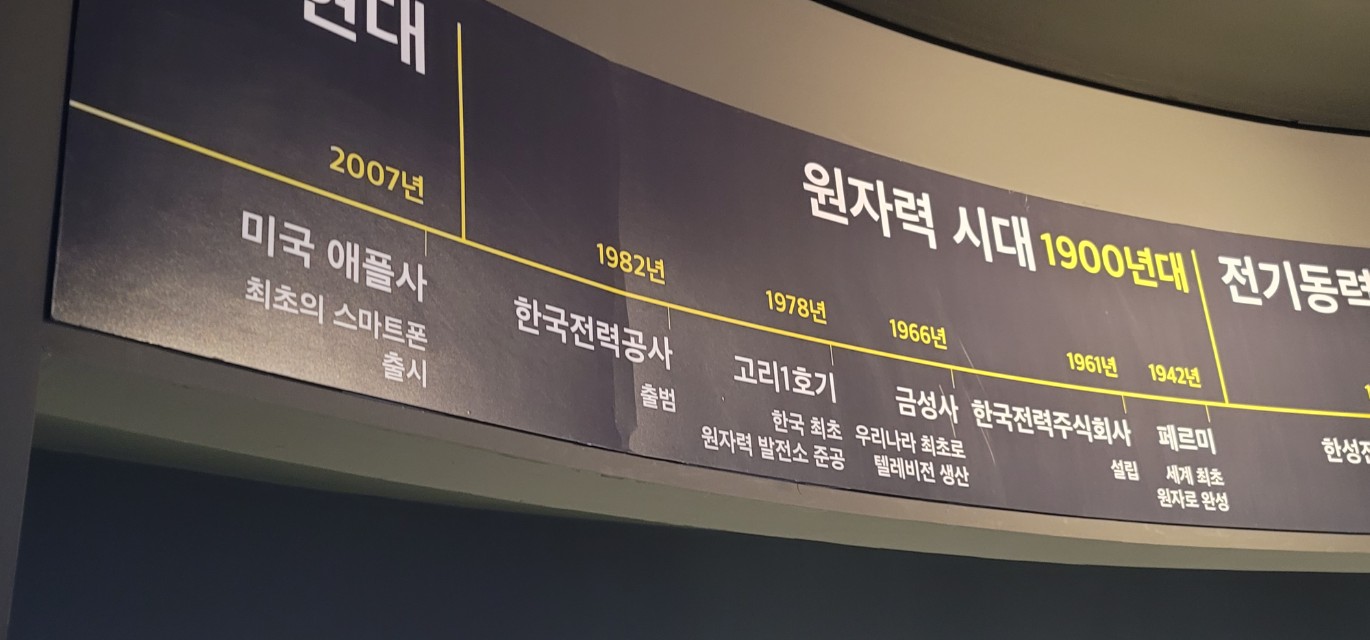 현대
2007년
미국 애플사
최초의 스마트폰
출시
원자력 시대 1900년대
1982년
한국전력공사
출범
1978년
고리1호기
한국 최초
원자력 발전소 준공
1966년
금성사
우리나라 최초로
텔레비전 생산
1961년
한국전력주식회사
설립
1942년
페르미
세계 최초
원자로 완성
전기동력